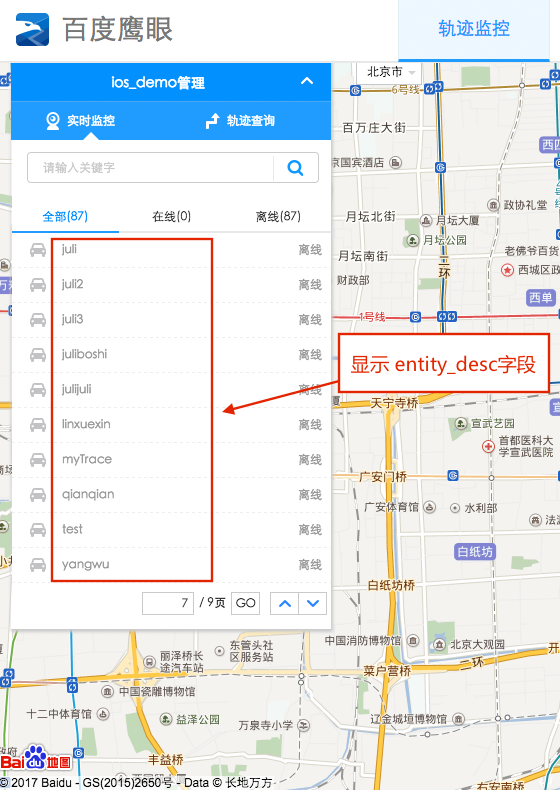 百度鹰眼
轨迹监控
ios_demo管理
实时监控
轨迹查询
请输入关键字
全部(87)
在线(0)
离线(87)
juli 离线
juli2 离线
juli3 离线
juliboshi 离线
julijuli 离线
linxuexin 离线
myTrace 离线
qianqian 离线
test 离线
yangwu 离线
7 / 9页 GO
显示 entity_desc字段
北京市
6号线
百万庄大街
京国宾酒店
政协礼堂
月坛北街
月坛大厦
月坛公园
月坛南街
老佛爷百货
西城区政
财政部
二环
西单
1号线
天宁寺桥
宣武艺园
首都医科大
学宣武医院
广安门桥
广安体育馆
水利部
白纸坊
白纸坊桥
中国消防博物馆
北京大观园
二环
菜户营桥
东管头社
区服务站
丽泽桥长
途汽车站
中国瓷雕博物馆
十二中体育馆
益泽公园
万泉寺小学
辽金城垣博物馆
丰益桥
右安门桥
Bai 地图
© 2017 Baidu - GS(2015)2650号 - Data © 长地万方